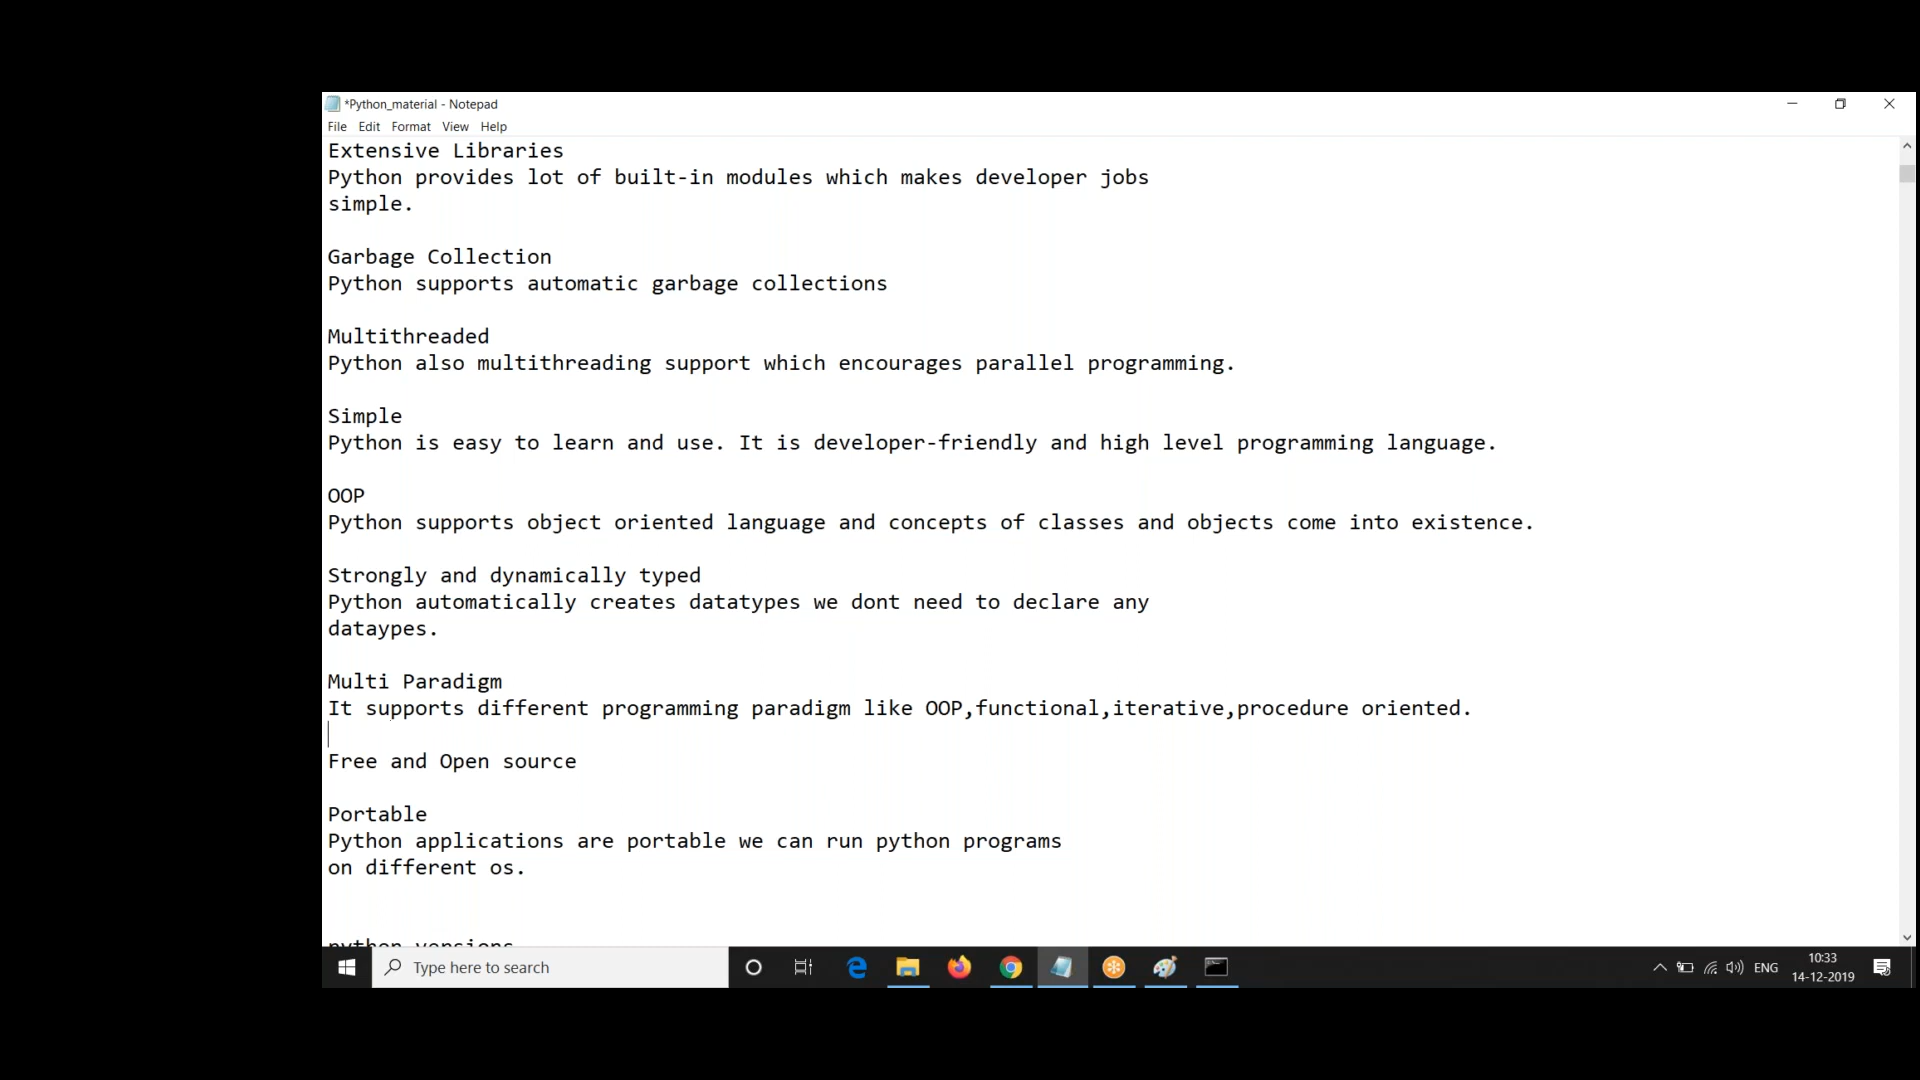 *Python_material - Notepad
File Edit Format View Help
Extensive Libraries
Python provides lot of built-in modules which makes developer jobs
simple.
Garbage Collection
Python supports automatic garbage collections
Multithreaded
Python also multithreading support which encourages parallel programming.
Simple
Python is easy to learn and use. It is developer-friendly and high level programming language.
OOP
Python supports object oriented language and concepts of classes and objects come into existence.
Strongly and dynamically typed
Python automatically creates datatypes we dont need to declare any
dataypes.
Multi Paradigm
It supports different programming paradigm like OOP,functional,iterative,procedure oriented.
Free and Open source
Portable
Python applications are portable we can run python programs
on different os.
python versions
Type here to search
ENG
10:33
14-12-2019